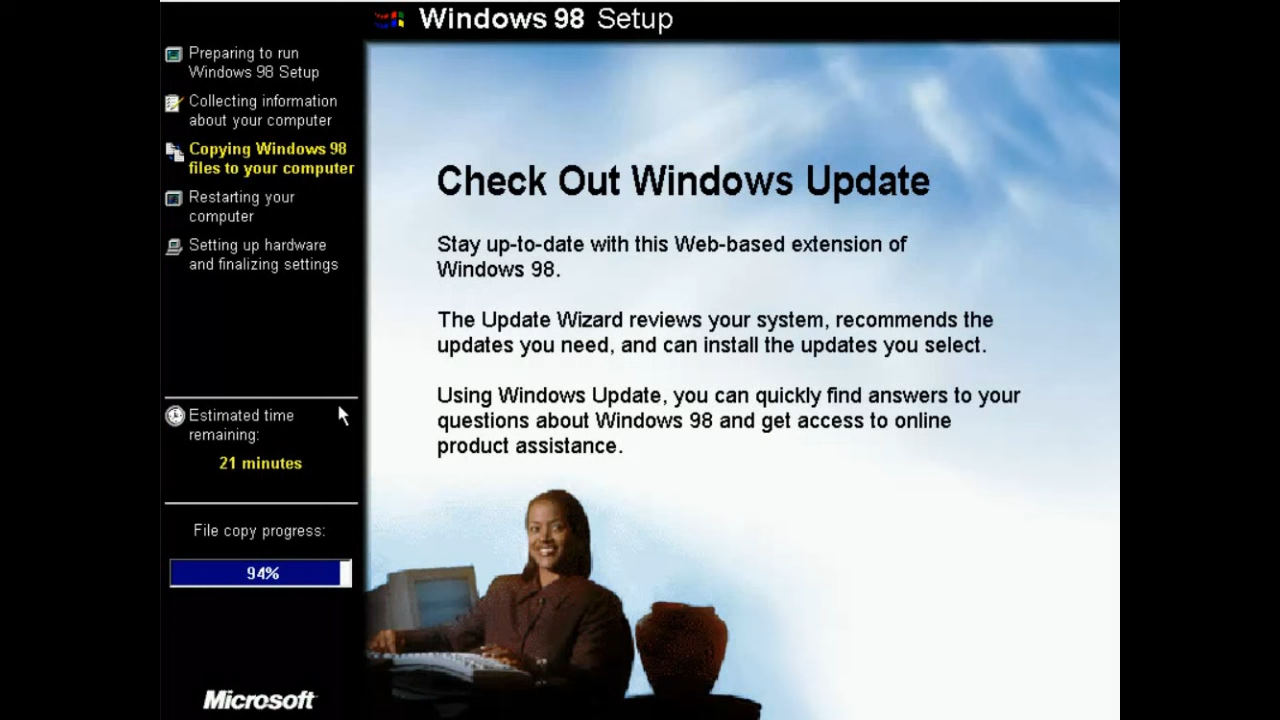 Windows 98 Setup
Preparing to run
Windows 98 Setup
Collecting information
about your computer
Copying Windows 98
files to your computer
Restarting your
computer
Setting up hardware
and finalizing settings
Estimated time
remaining:
21 minutes
File copy progress:
94%
Microsoft
Check Out Windows Update
Stay up-to-date with this Web-based extension of
Windows 98.
The Update Wizard reviews your system, recommends the
updates you need, and can install the updates you select.
Using Windows Update, you can quickly find answers to your
questions about Windows 98 and get access to online
product assistance.